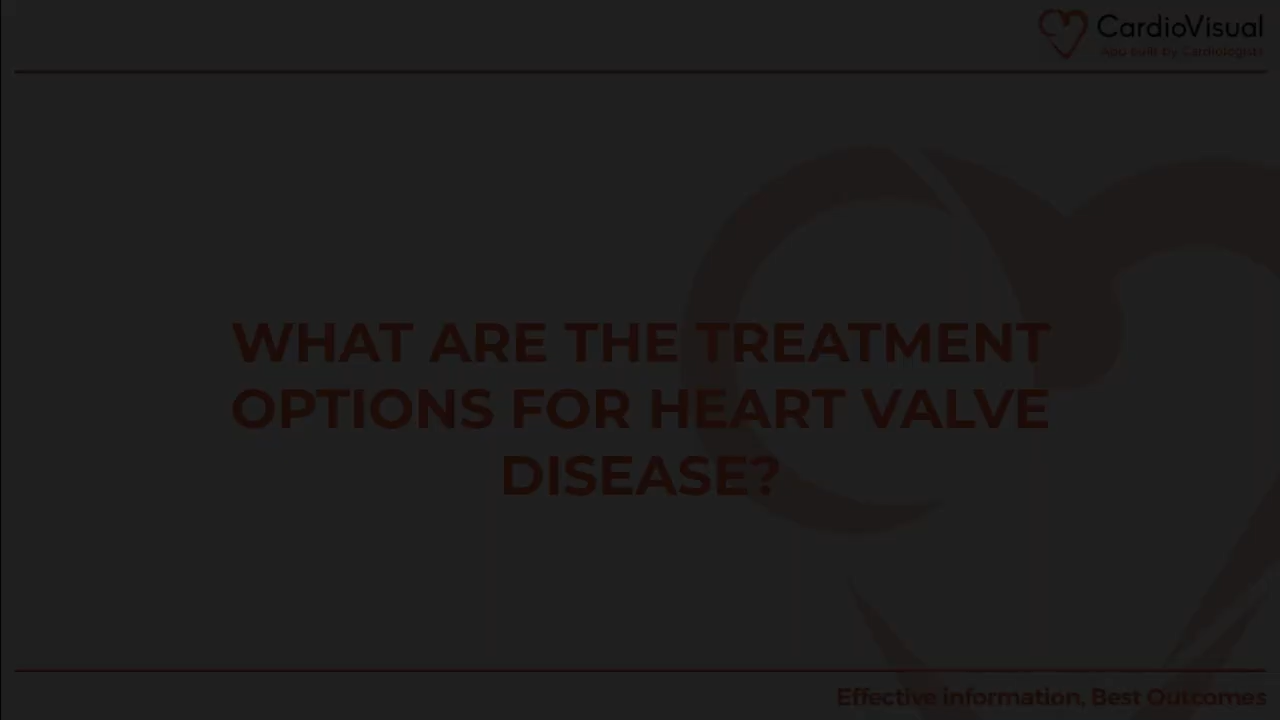 CardioVisual
App Built by Cardiologists
WHAT ARE THE TREATMENT
OPTIONS FOR HEART VALVE
DISEASE?
Effective information, Best Outcomes